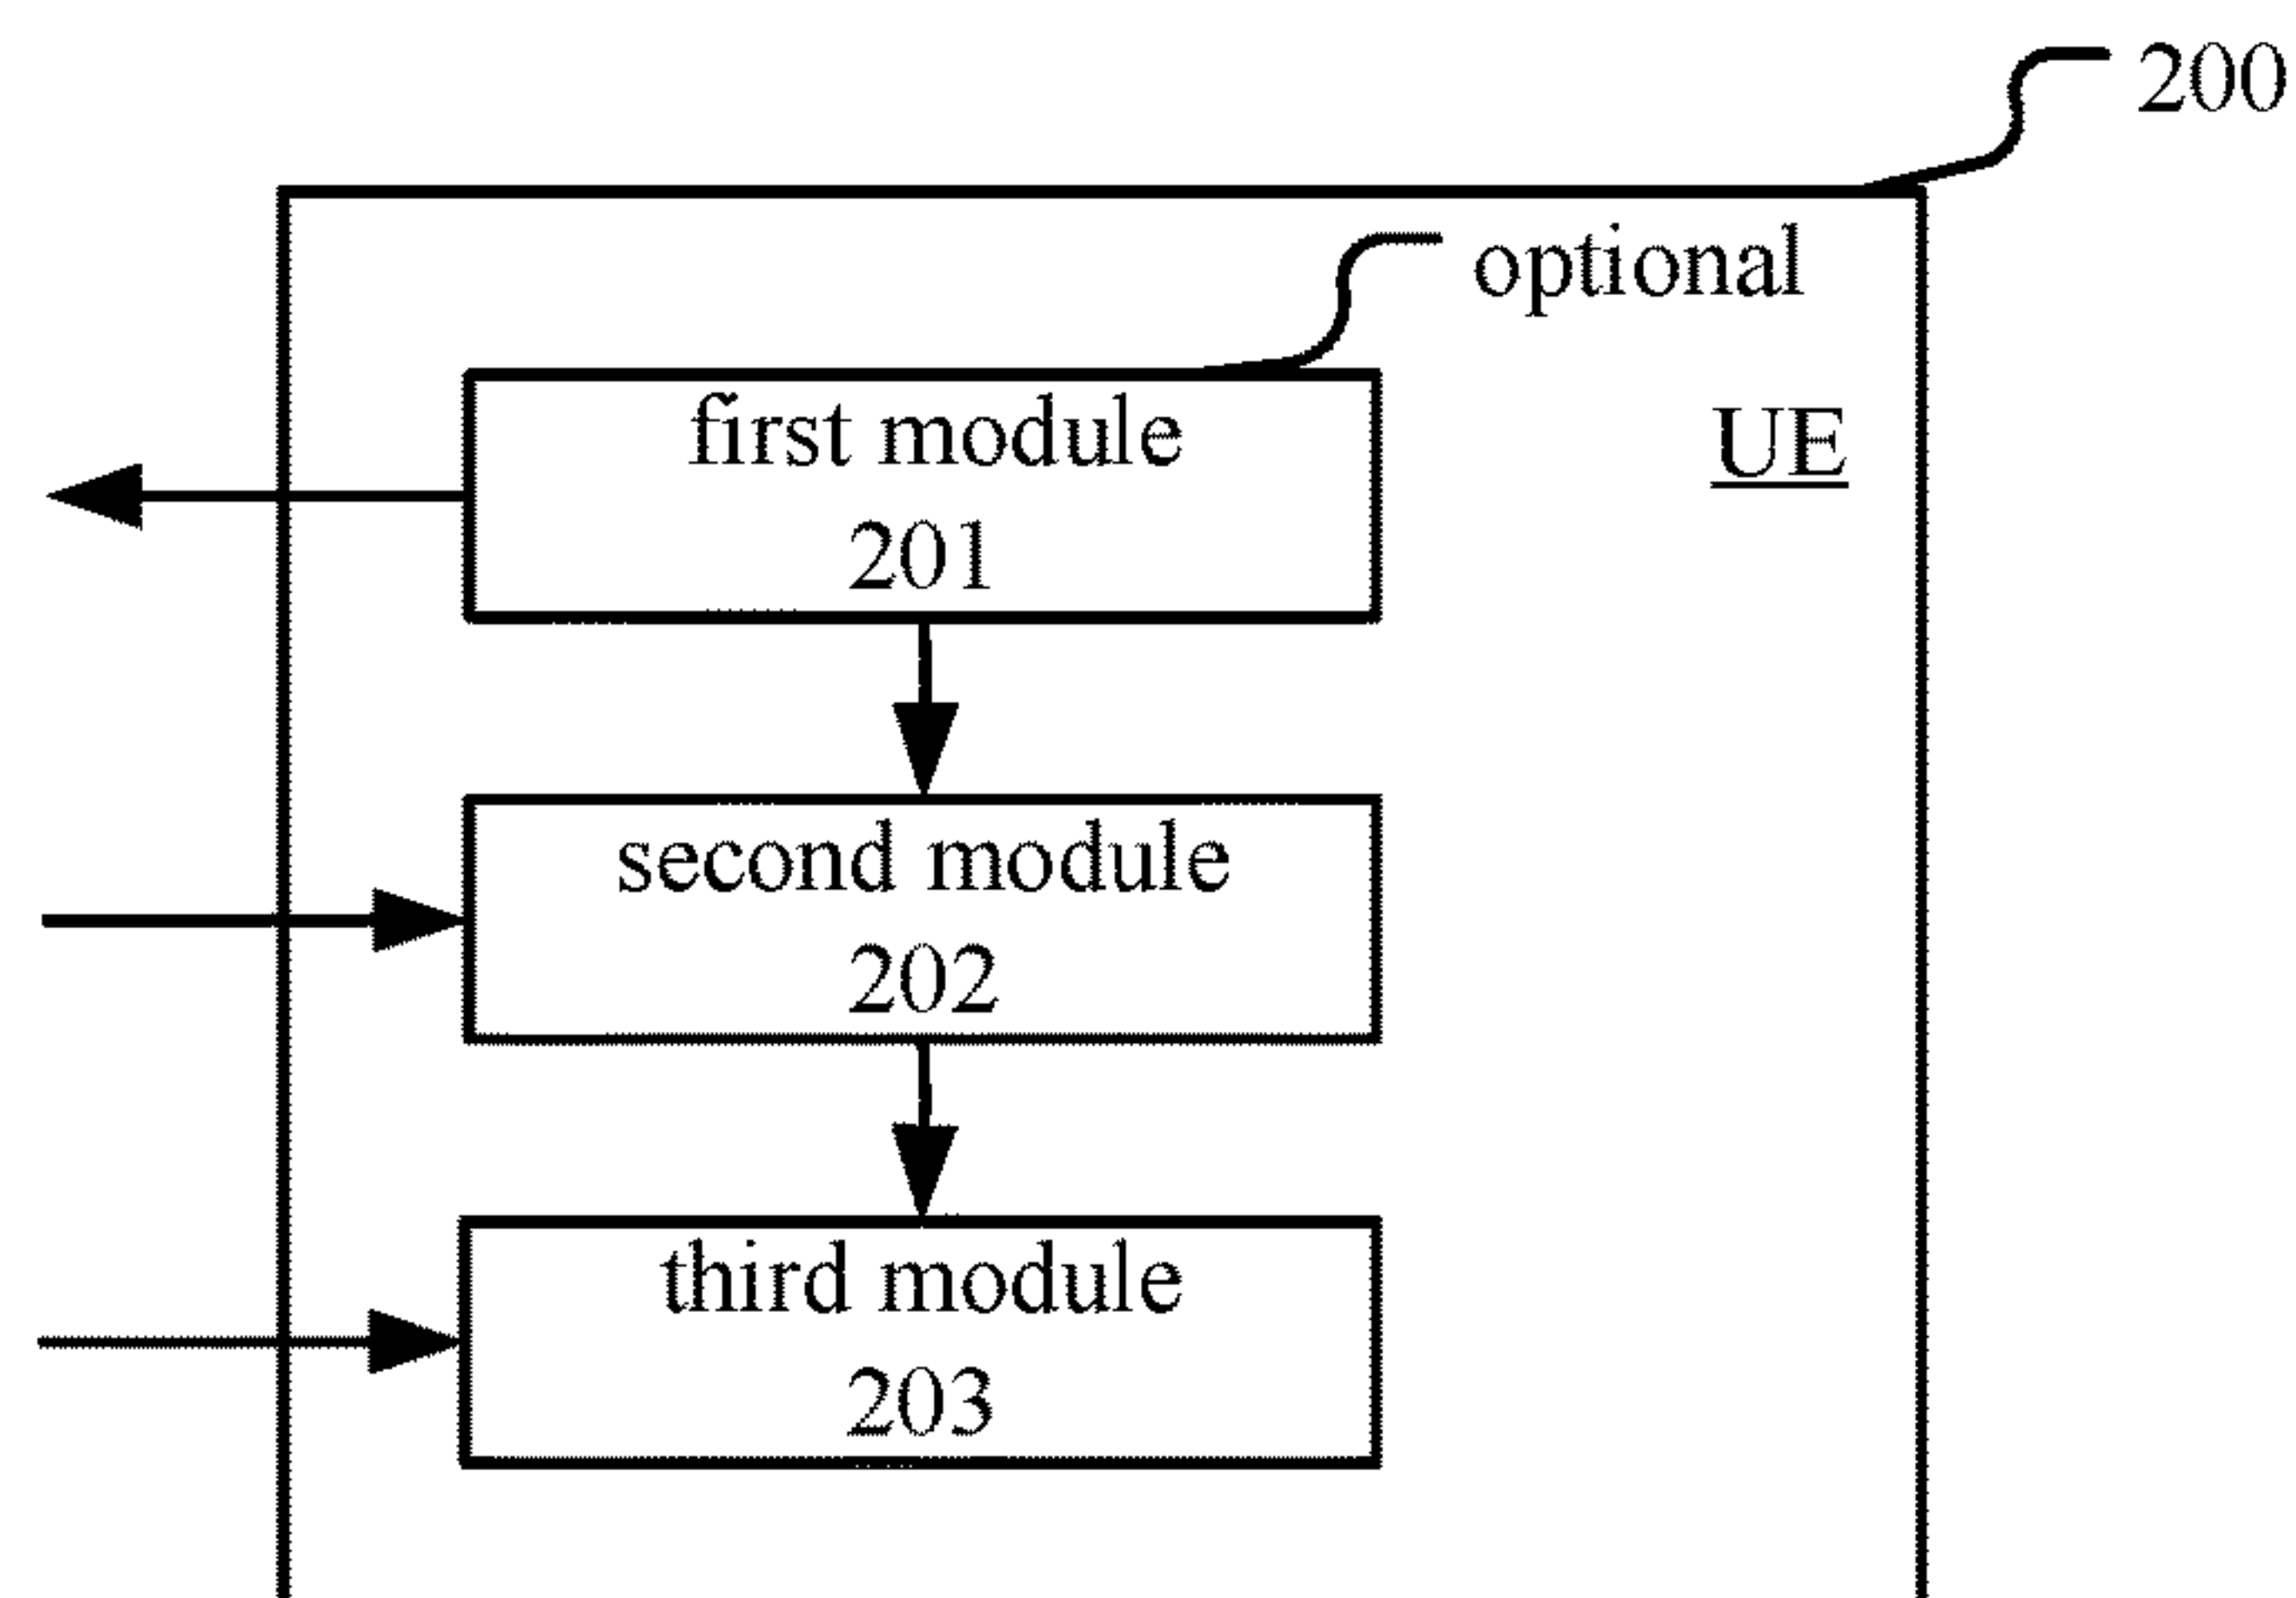 200
optional
UE
first module
201
second module
202
third module
203